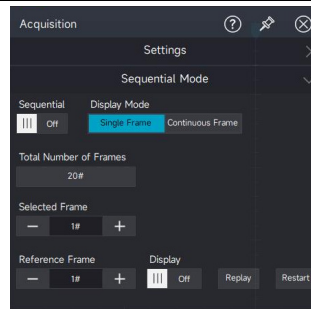 Acquisition
Settings
Sequential Mode
Sequential Display Mode
Off Single Frame Continuous Frame
Total Number of Frames
20#
Selected Frame
1#
Reference Frame Display
1# Off Replay Restart